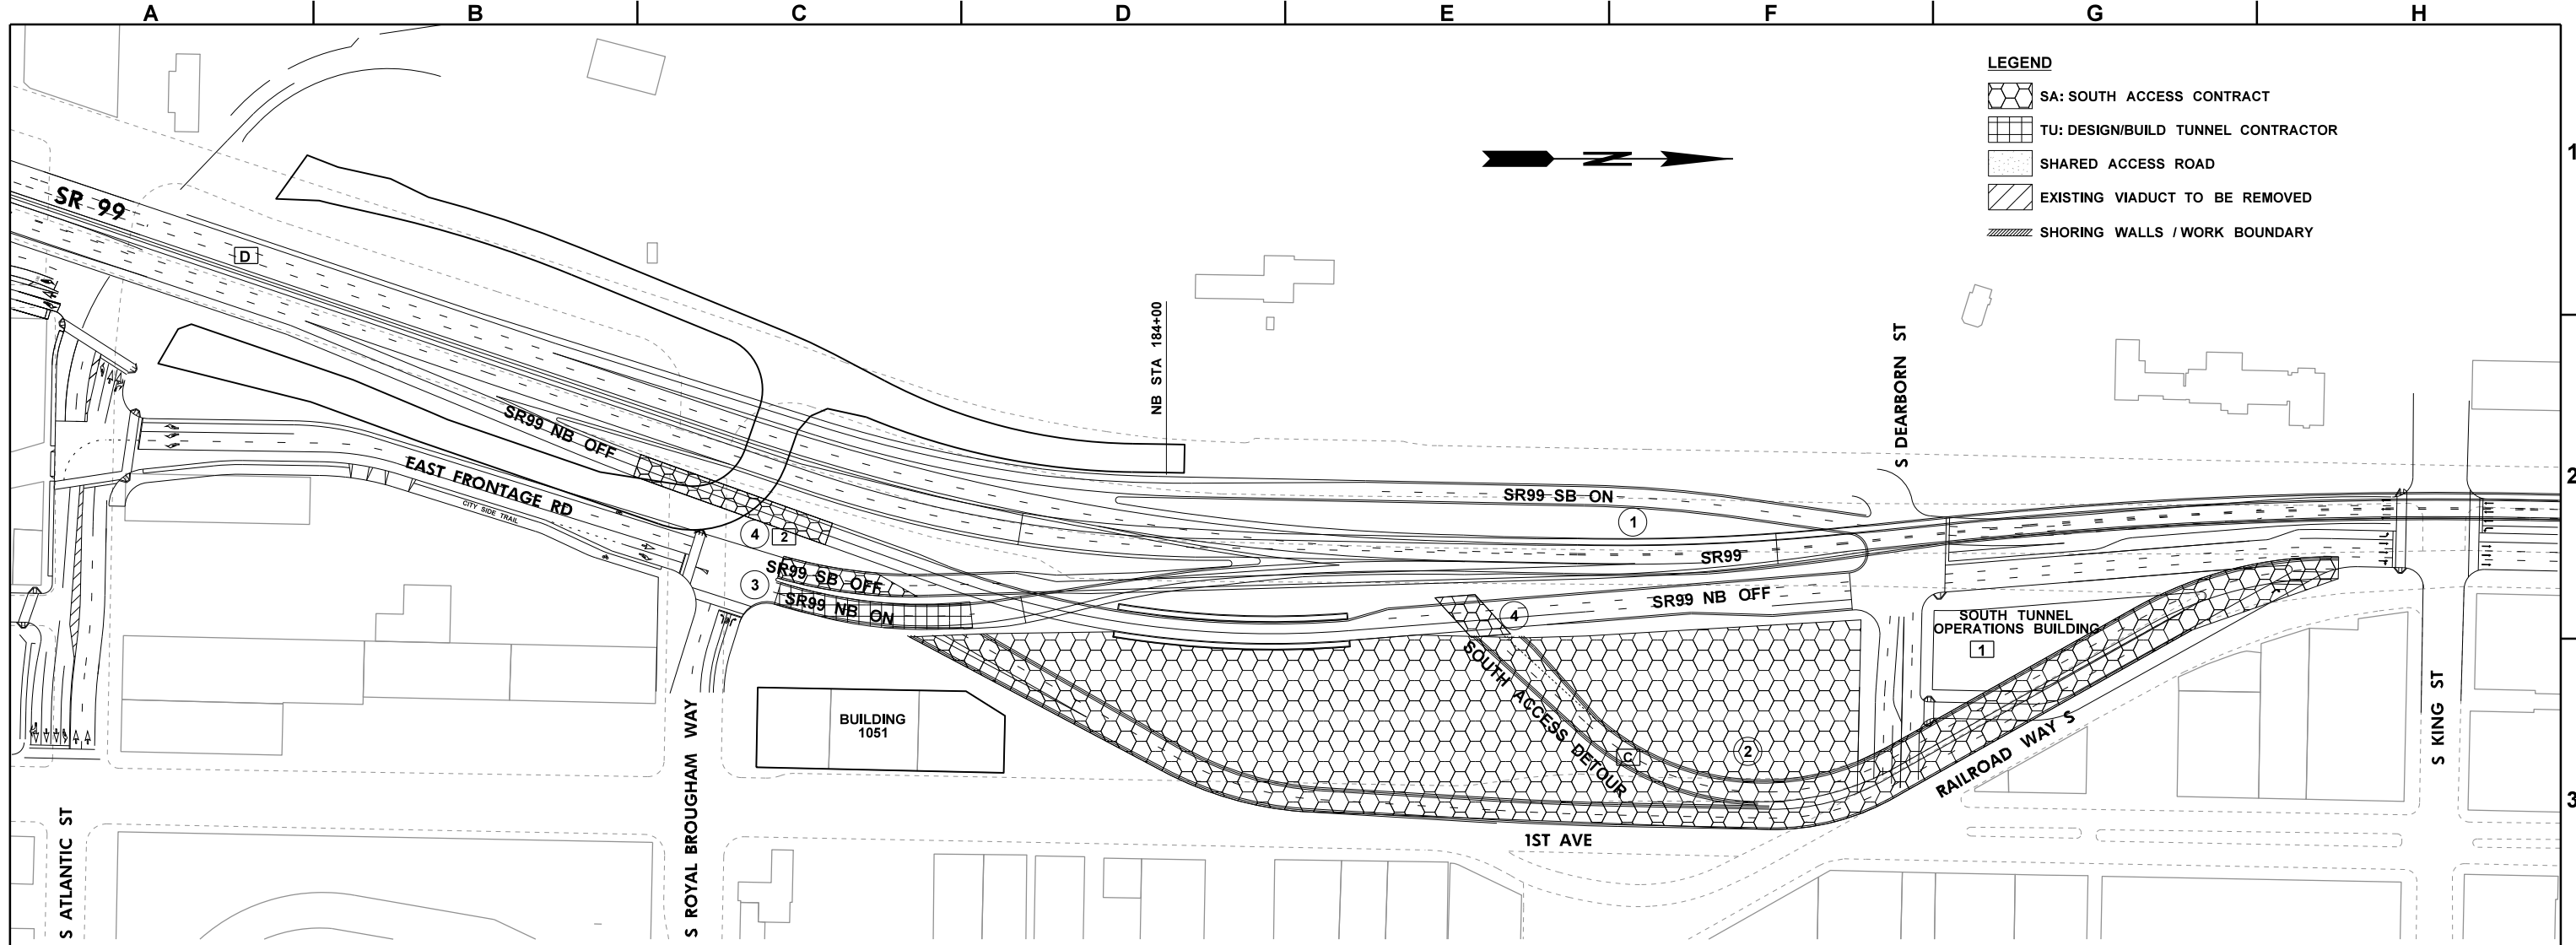 A B C D E F G H
LEGEND
SA: SOUTH ACCESS CONTRACT
TU: DESIGN/BUILD TUNNEL CONTRACTOR
SHARED ACCESS ROAD
EXISTING VIADUCT TO BE REMOVED
SHORING WALLS / WORK BOUNDARY
1
2
3
N
SR 99
D
NB STA 184+00
S DEARBORN ST
SR99 NB OFF
EAST FRONTAGE RD
CITY SIDE TRAIL
SR99 SB ON
1
4
2
SR99
3
SR99 SB OFF
SR99 NB ON
SR99 NB OFF
4
SOUTH TUNNEL
OPERATIONS BUILDING
1
SOUTH ACCESS DETOUR
C
2
BUILDING
1051
RAILROAD WAY S
S KING ST
1ST AVE
S ATLANTIC ST
S ROYAL BROUGHAM WAY